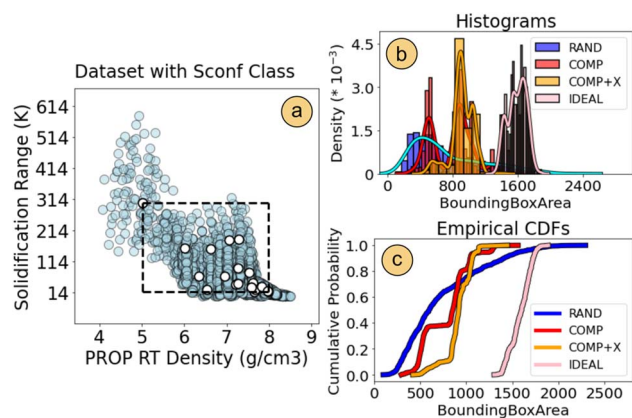 Dataset with Sconf Class
a
Solidification Range (K)
614
514
414
314
214
114
14
4 5 6 7 8 9
PROP RT Density (g/cm3)
Histograms
b
Density (* 10⁻³)
4.5
3.0
1.5
0
RAND
COMP
COMP+X
IDEAL
0 800 1600 2400
BoundingBoxArea
Empirical CDFs
c
Cumulative Probability
1.0
0.8
0.6
0.4
0.2
0.0
RAND
COMP
COMP+X
IDEAL
0 500 1000 1500 2000 2500
BoundingBoxArea